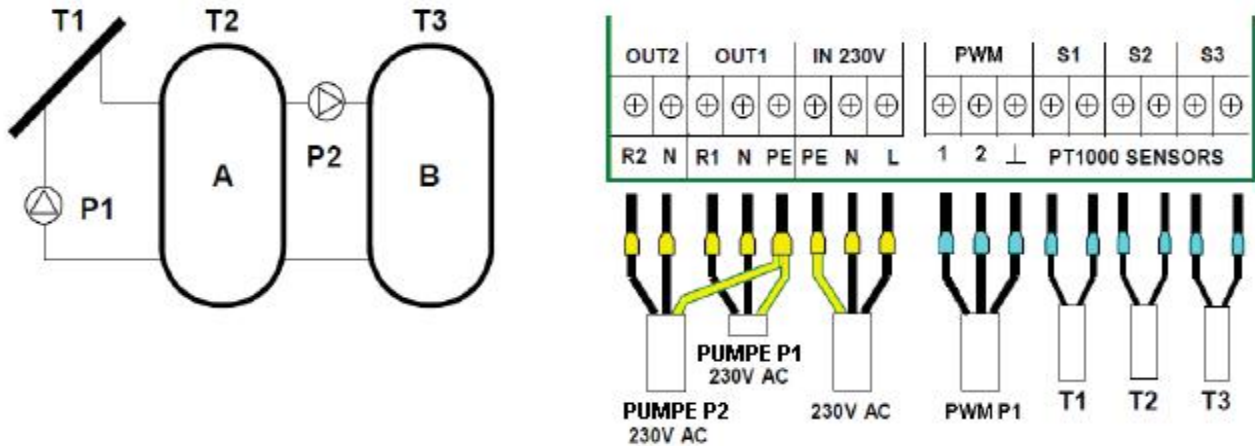 T1 T2 T3
P2
A B
P1
OUT2 OUT1 IN 230V PWM S1 S2 S3
R2 N R1 N PE PE N L 1 2 ⊥ PT1000 SENSORS
PUMPE P1
230V AC
PUMPE P2
230V AC
230V AC
PWM P1
T1 T2 T3